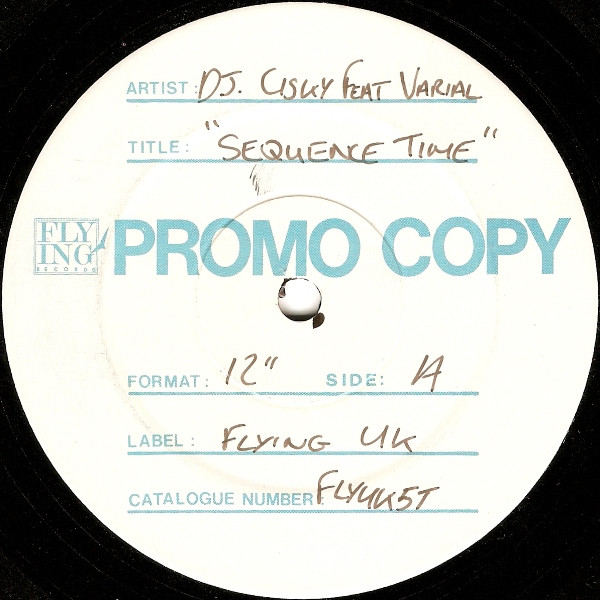 ARTIST: DJ. CISKY FEAT VARIAL
TITLE: "SEQUENCE TIME"
FLY
ING
RECORDS
PROMO COPY
FORMAT: 12" SIDE: A
LABEL: FLYING UK
CATALOGUE NUMBER: FLYUK5T